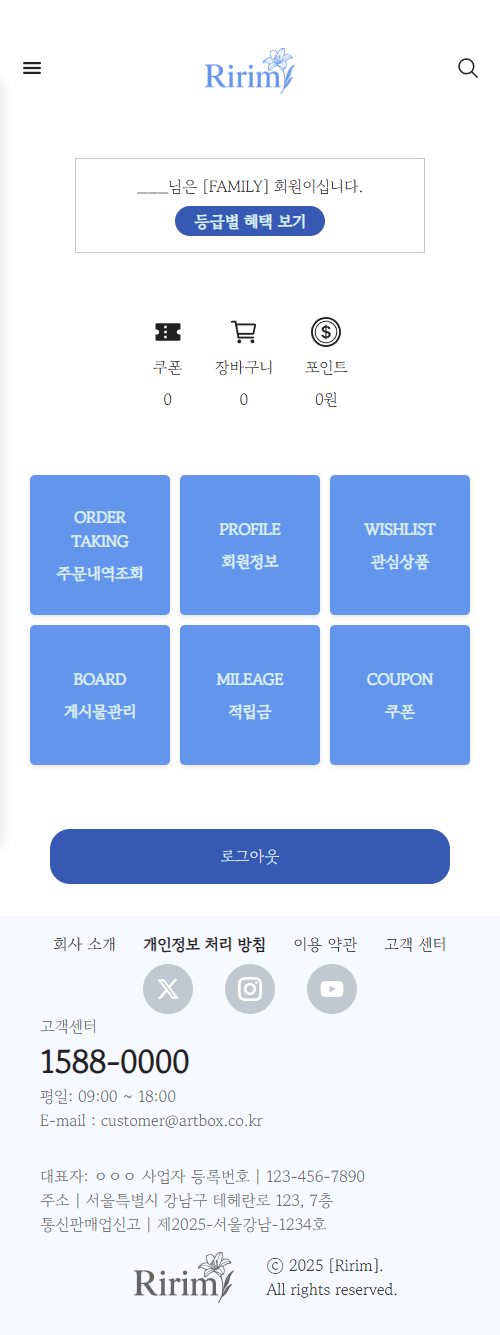 Ririm
___님은 [FAMILY] 회원이십니다.
등급별 혜택 보기
쿠폰 장바구니 포인트
0 0 0원
ORDER
TAKING
주문내역조회
PROFILE
회원정보
WISHLIST
관심상품
BOARD
게시물관리
MILEAGE
적립금
COUPON
쿠폰
로그아웃
회사 소개 개인정보 처리 방침 이용 약관 고객 센터
고객센터
1588-0000
평일: 09:00 ~ 18:00
E-mail : customer@artbox.co.kr
대표자: ㅇㅇㅇ 사업자 등록번호 | 123-456-7890
주소 | 서울특별시 강남구 테헤란로 123, 7층
통신판매업신고 | 제2025-서울강남-1234호
Ririm
ⓒ 2025 [Ririm].
All rights reserved.